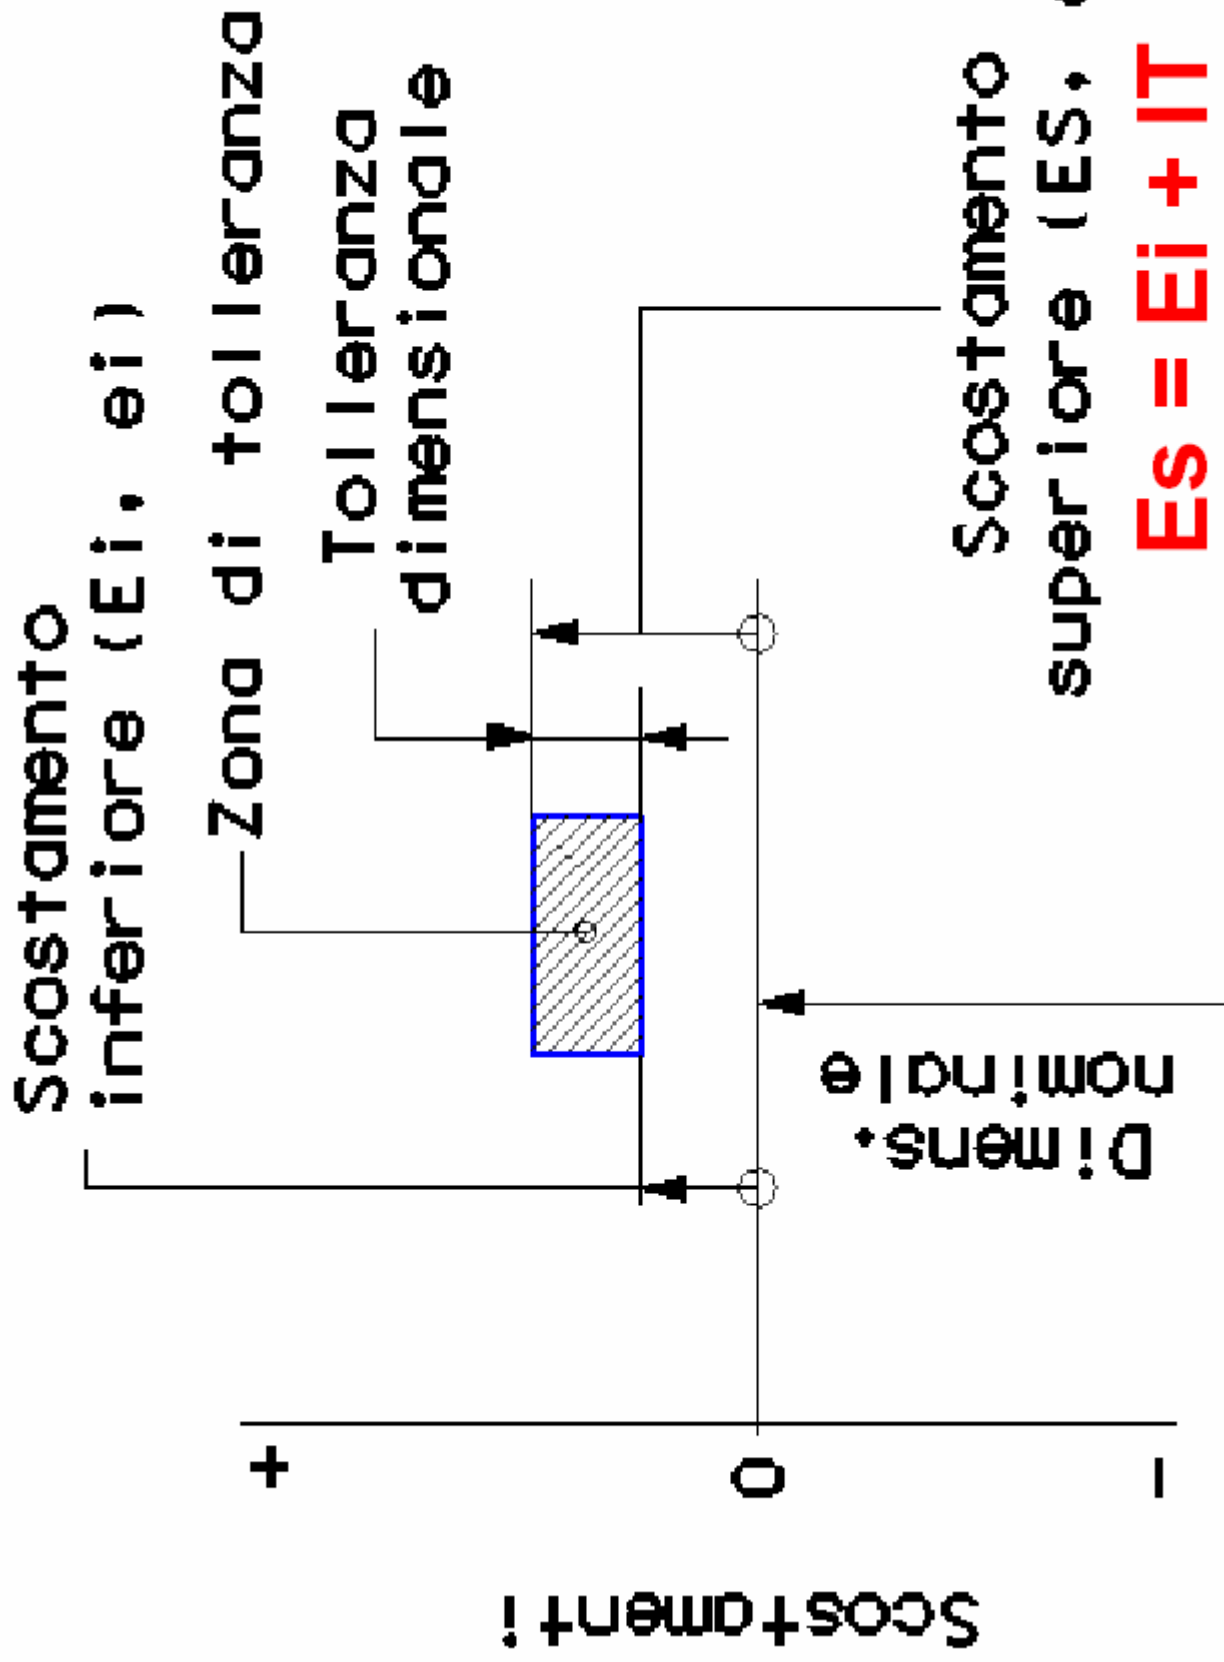 Scostamento
inferiore (Ei, ei)
Zona di tolleranza
Tolleranza
dimensionale
Scostamento
superiore (ES,
Es = Ei + IT
Dimens.
nominale
+
0
-
Scostamenti